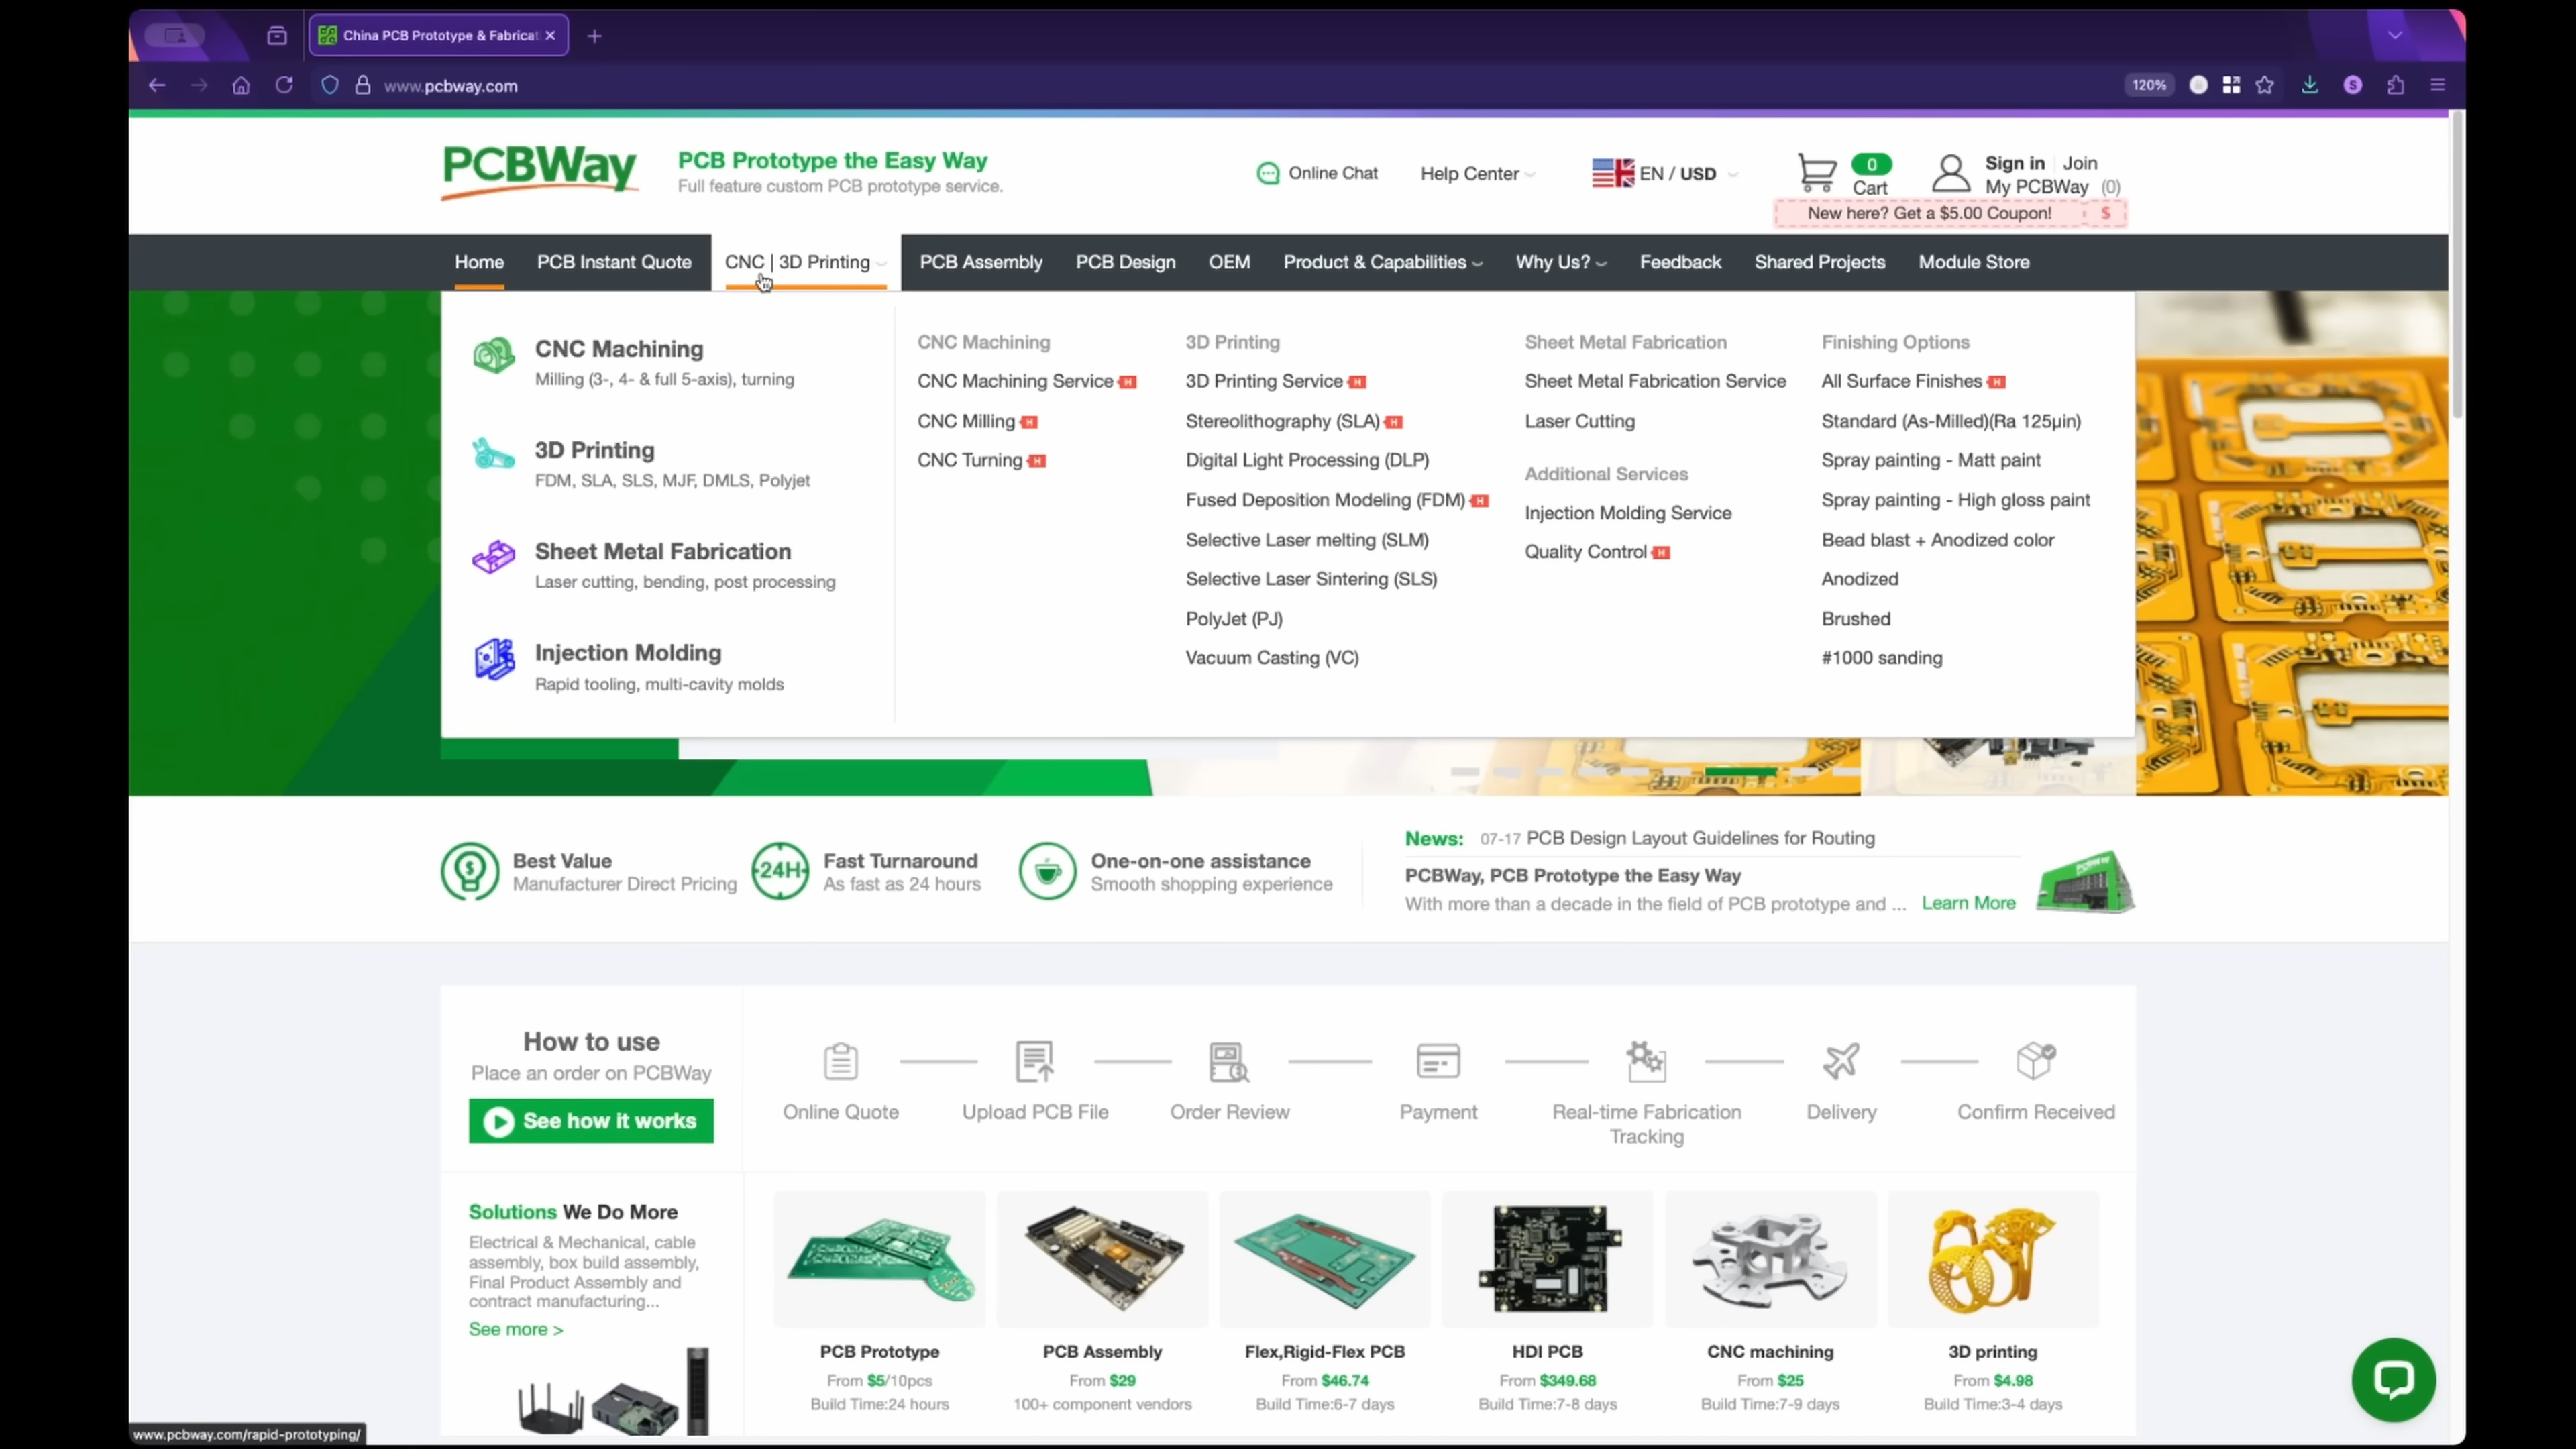 China PCB Prototype & Fabricat
www.pcbway.com
120%
S
PCBWay
PCB Prototype the Easy Way
Full feature custom PCB prototype service.
Online Chat
Help Center
EN / USD
0
Cart
Sign in
Join
My PCBWay (0)
New here? Get a $5.00 Coupon! $
Home
PCB Instant Quote
CNC | 3D Printing
PCB Assembly
PCB Design
OEM
Product & Capabilities
Why Us?
Feedback
Shared Projects
Module Store
CNC Machining
Milling (3-, 4- & full 5-axis), turning
3D Printing
FDM, SLA, SLS, MJF, DMLS, Polyjet
Sheet Metal Fabrication
Laser cutting, bending, post processing
Injection Molding
Rapid tooling, multi-cavity molds
CNC Machining
CNC Machining Service H
CNC Milling H
CNC Turning H
3D Printing
3D Printing Service H
Stereolithography (SLA) H
Digital Light Processing (DLP)
Fused Deposition Modeling (FDM) H
Selective Laser melting (SLM)
Selective Laser Sintering (SLS)
PolyJet (PJ)
Vacuum Casting (VC)
Sheet Metal Fabrication
Sheet Metal Fabrication Service
Laser Cutting
Additional Services
Injection Molding Service
Quality Control H
Finishing Options
All Surface Finishes H
Standard (As-Milled)(Ra 125µin)
Spray painting - Matt paint
Spray painting - High gloss paint
Bead blast + Anodized color
Anodized
Brushed
#1000 sanding
Best Value
Manufacturer Direct Pricing
24H
Fast Turnaround
As fast as 24 hours
One-on-one assistance
Smooth shopping experience
News: 07-17 PCB Design Layout Guidelines for Routing
PCBWay, PCB Prototype the Easy Way
With more than a decade in the field of PCB prototype and ... Learn More
PCBWay
How to use
Place an order on PCBWay
See how it works
Online Quote
Upload PCB File
Order Review
Payment
Real-time Fabrication
Tracking
Delivery
Confirm Received
Solutions We Do More
Electrical & Mechanical, cable
assembly, box build assembly,
Final Product Assembly and
contract manufacturing...
See more >
PCB Prototype
From $5/10pcs
Build Time:24 hours
PCB Assembly
From $29
100+ component vendors
Flex,Rigid-Flex PCB
From $46.74
Build Time:6-7 days
HDI PCB
From $349.68
Build Time:7-8 days
CNC machining
From $25
Build Time:7-9 days
3D printing
From $4.98
Build Time:3-4 days
www.pcbway.com/rapid-prototyping/